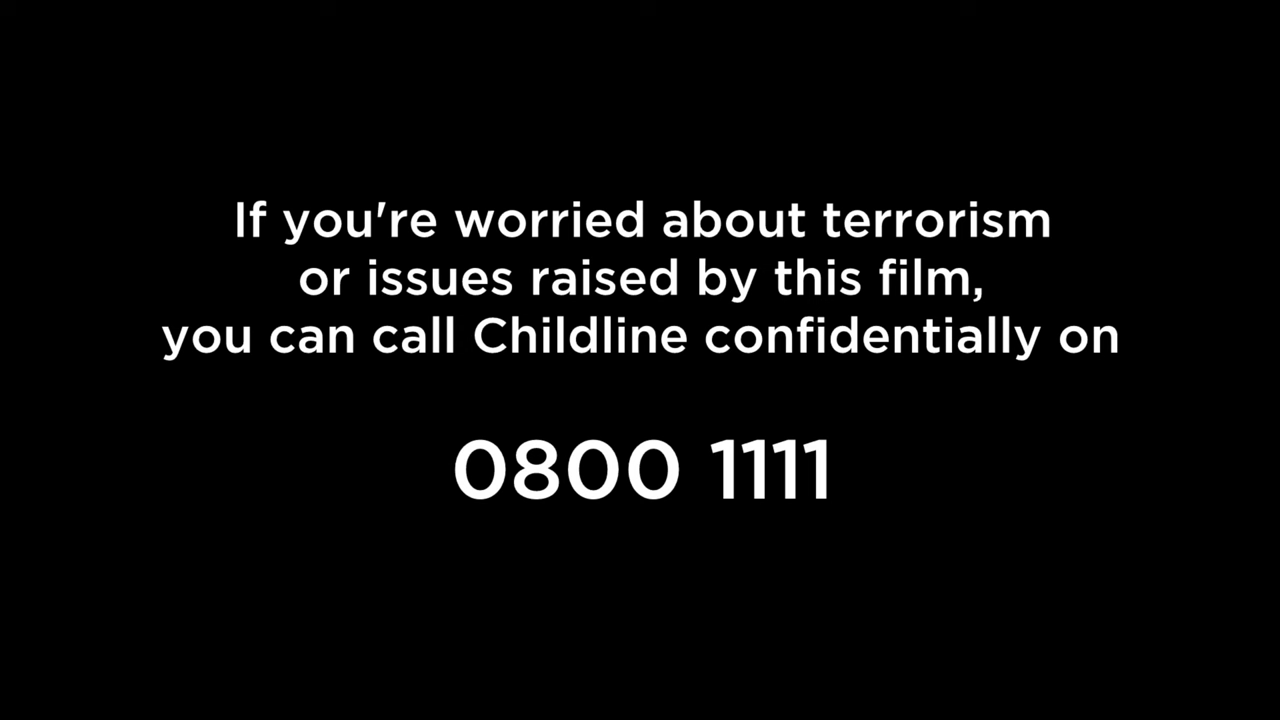 If you're worried about terrorism
or issues raised by this film,
you can call Childline confidentially on
0800 1111